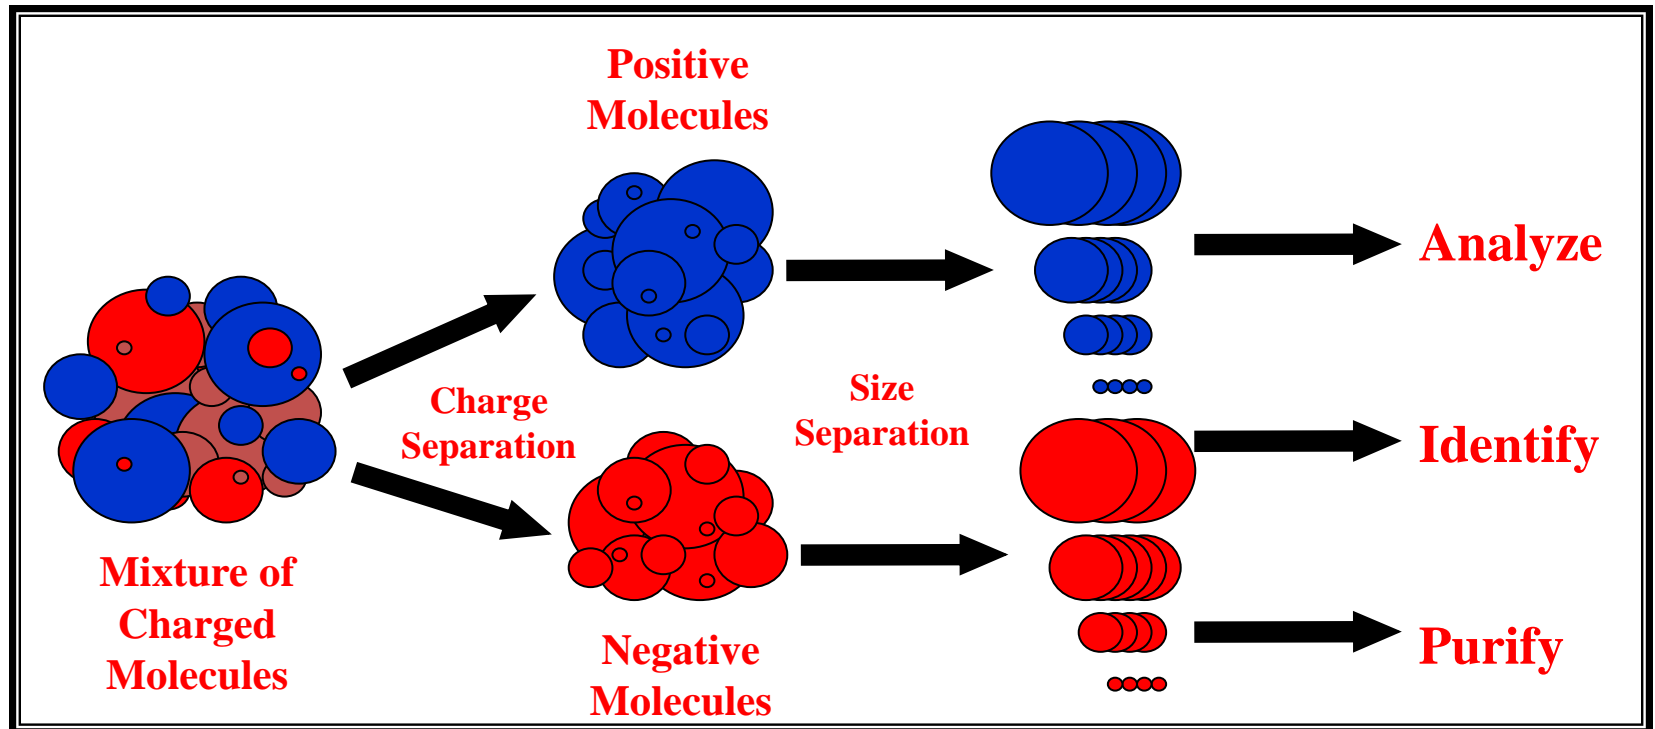 Positive
Molecules
Analyze
Charge
Separation
Size
Separation
Identify
Mixture of
Charged
Molecules
Negative
Molecules
Purify